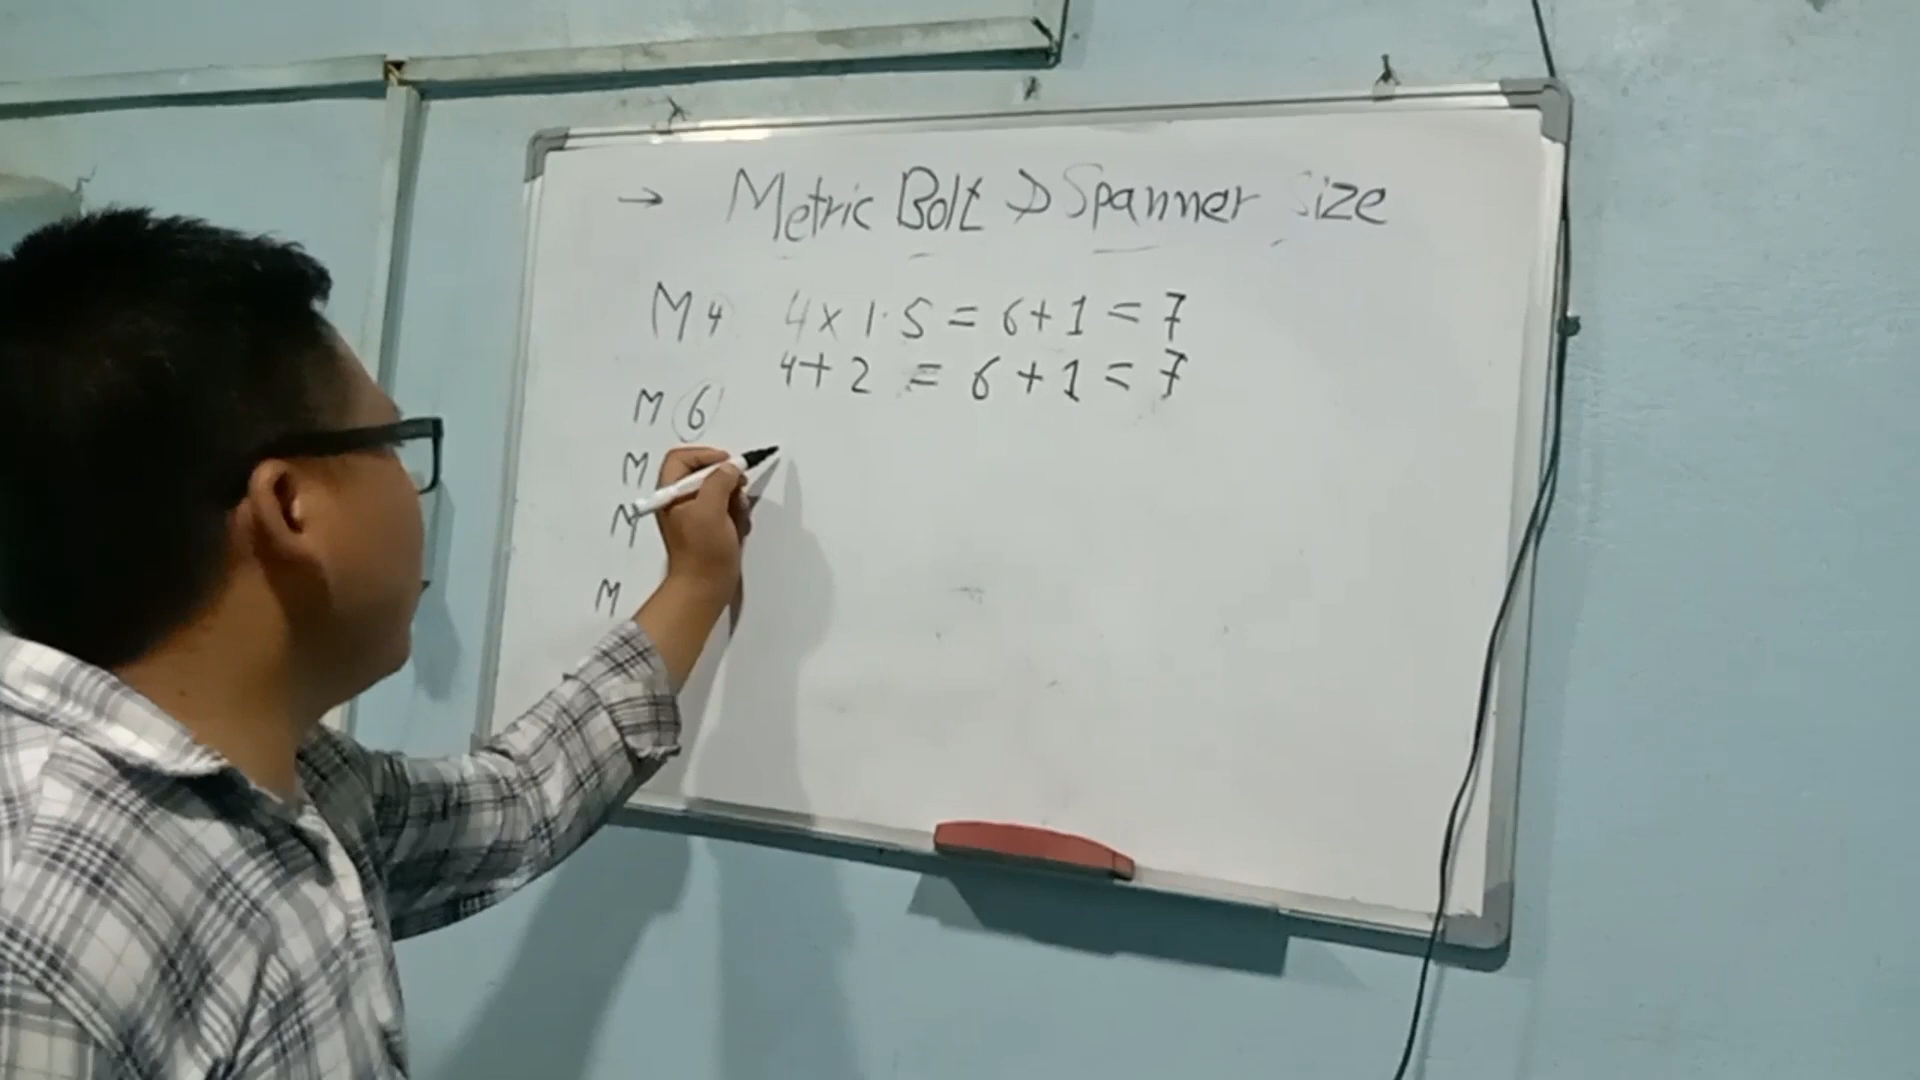 → Metric Bolt → Spanner Size
M4 4 x 1.5 = 6 + 1 = 7
4 + 2 = 6 + 1 = 7
M 6
M
M
M